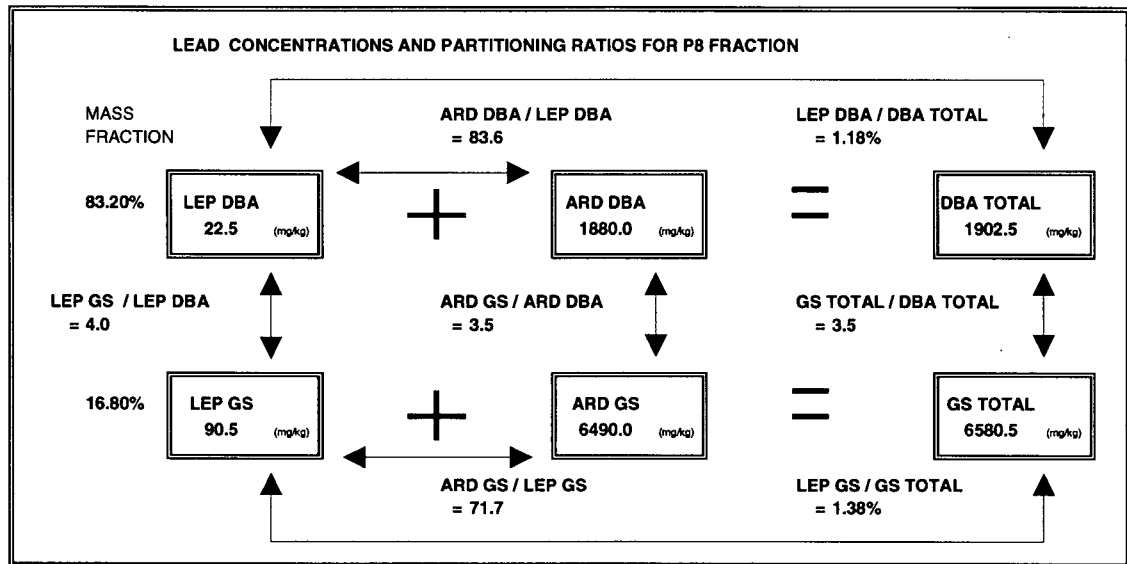 LEAD CONCENTRATIONS AND PARTITIONING RATIOS FOR P8 FRACTION
MASS
FRACTION
ARD DBA / LEP DBA
= 83.6
LEP DBA / DBA TOTAL
= 1.18%
83.20%
LEP DBA
22.5 (mg/kg)
+
ARD DBA
1880.0 (mg/kg)
=
DBA TOTAL
1902.5 (mg/kg)
LEP GS / LEP DBA
= 4.0
ARD GS / ARD DBA
= 3.5
GS TOTAL / DBA TOTAL
= 3.5
16.80%
LEP GS
90.5 (mg/kg)
+
ARD GS
6490.0 (mg/kg)
=
GS TOTAL
6580.5 (mg/kg)
ARD GS / LEP GS
= 71.7
LEP GS / GS TOTAL
= 1.38%